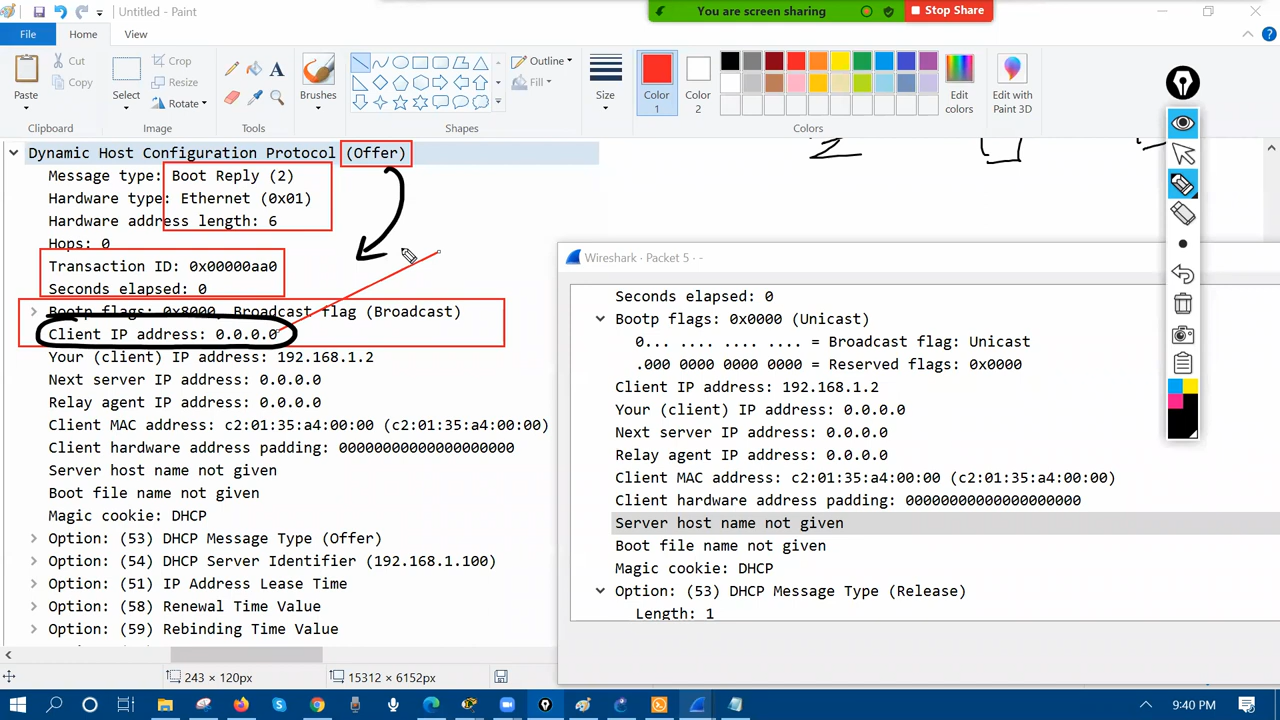 Untitled - Paint
You are screen sharing
Stop Share
File
Home
View
Paste
Cut
Copy
Clipboard
Select
Crop
Resize
Rotate
Image
Tools
Brushes
Shapes
Outline
Fill
Size
Color
1
Color
2
Edit
colors
Edit with
Paint 3D
Colors
Dynamic Host Configuration Protocol (Offer)
Message type: Boot Reply (2)
Hardware type: Ethernet (0x01)
Hardware address length: 6
Hops: 0
Transaction ID: 0x00000aa0
Seconds elapsed: 0
Bootp flags: 0x8000, Broadcast flag (Broadcast)
Client IP address: 0.0.0.0
Your (client) IP address: 192.168.1.2
Next server IP address: 0.0.0.0
Relay agent IP address: 0.0.0.0
Client MAC address: c2:01:35:a4:00:00 (c2:01:35:a4:00:00)
Client hardware address padding: 00000000000000000000
Server host name not given
Boot file name not given
Magic cookie: DHCP
Option: (53) DHCP Message Type (Offer)
Option: (54) DHCP Server Identifier (192.168.1.100)
Option: (51) IP Address Lease Time
Option: (58) Renewal Time Value
Option: (59) Rebinding Time Value
Wireshark · Packet 5 · -
Seconds elapsed: 0
Bootp flags: 0x0000 (Unicast)
0... .... .... .... = Broadcast flag: Unicast
.000 0000 0000 0000 = Reserved flags: 0x0000
Client IP address: 192.168.1.2
Your (client) IP address: 0.0.0.0
Next server IP address: 0.0.0.0
Relay agent IP address: 0.0.0.0
Client MAC address: c2:01:35:a4:00:00 (c2:01:35:a4:00:00)
Client hardware address padding: 00000000000000000000
Server host name not given
Boot file name not given
Magic cookie: DHCP
Option: (53) DHCP Message Type (Release)
Length: 1
243 × 120px
15312 × 6152px
9:40 PM